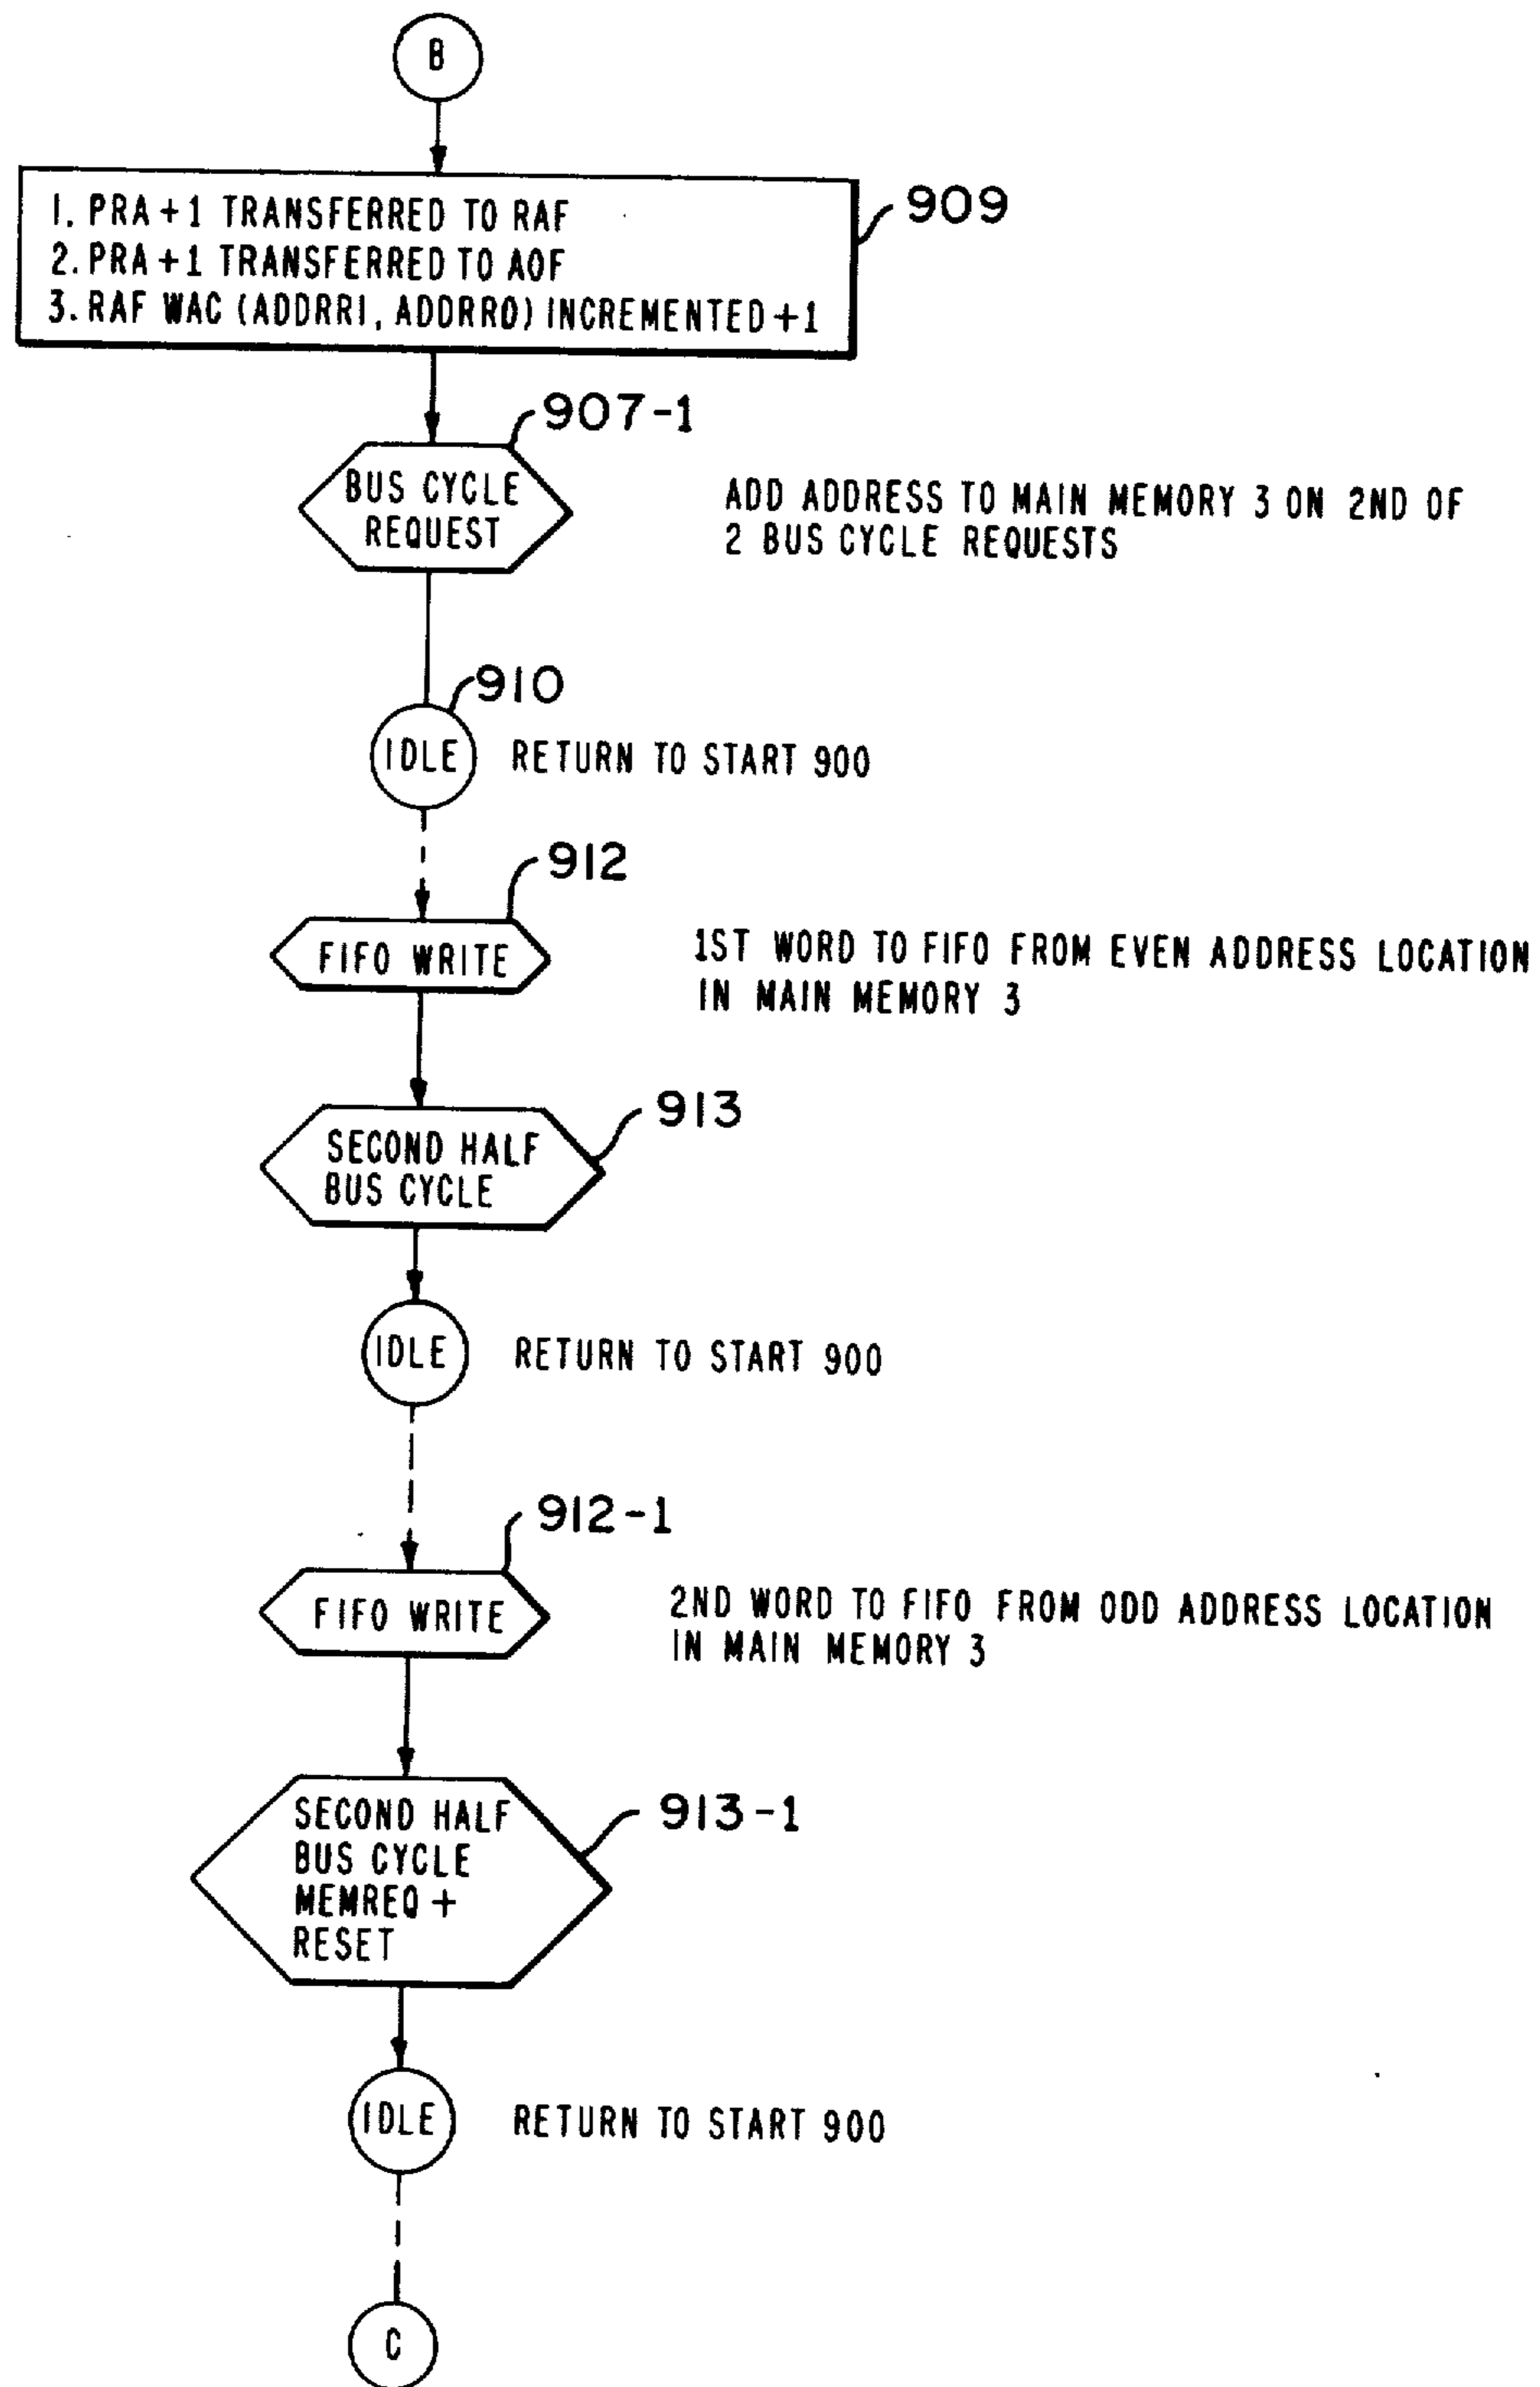 B
1. PRA+1 TRANSFERRED TO RAF
2. PRA+1 TRANSFERRED TO AOF
3. RAF WAC (ADDRR1, ADDRR0) INCREMENTED +1
909
907-1
BUS CYCLE
REQUEST
ADD ADDRESS TO MAIN MEMORY 3 ON 2ND OF
2 BUS CYCLE REQUESTS
910
IDLE RETURN TO START 900
912
FIFO WRITE
1ST WORD TO FIFO FROM EVEN ADDRESS LOCATION
IN MAIN MEMORY 3
913
SECOND HALF
BUS CYCLE
IDLE RETURN TO START 900
912-1
FIFO WRITE
2ND WORD TO FIFO FROM ODD ADDRESS LOCATION
IN MAIN MEMORY 3
913-1
SECOND HALF
BUS CYCLE
MEMREQ +
RESET
IDLE RETURN TO START 900
C